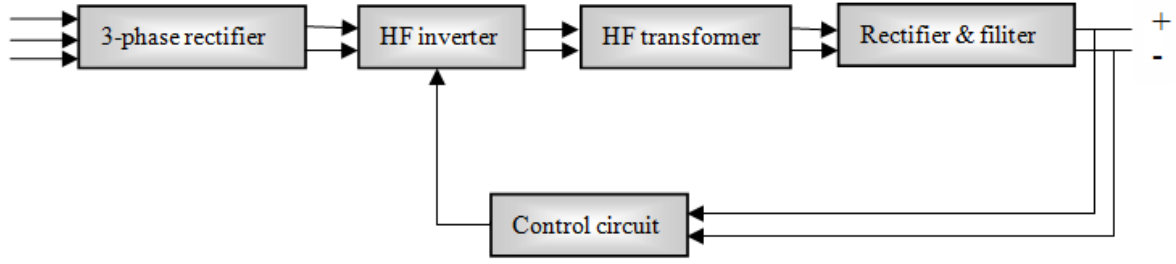 3-phase rectifier
HF inverter
HF transformer
Rectifier & filiter
+
-
Control circuit